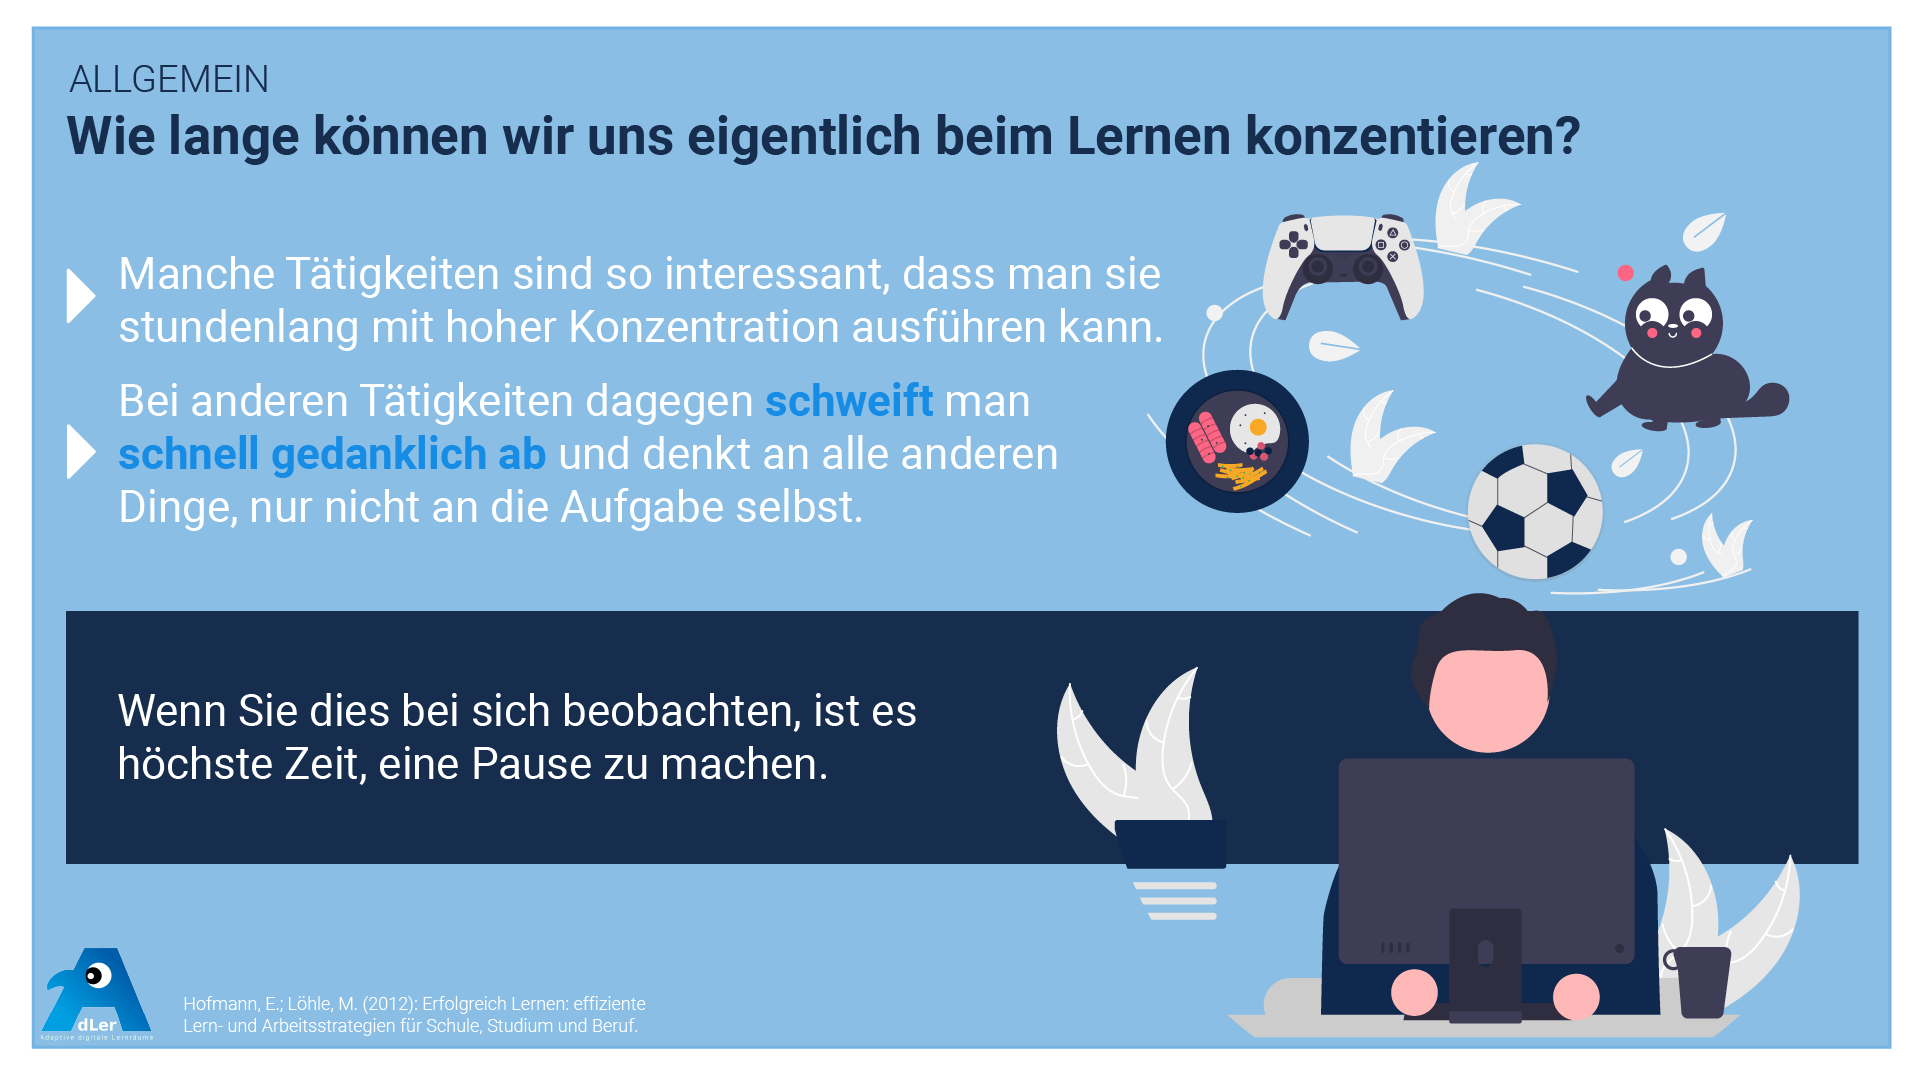 ALLGEMEIN
Wie lange können wir uns eigentlich beim Lernen konzentieren?
Manche Tätigkeiten sind so interessant, dass man sie
stundenlang mit hoher Konzentration ausführen kann.
Bei anderen Tätigkeiten dagegen schweift man
schnell gedanklich ab und denkt an alle anderen
Dinge, nur nicht an die Aufgabe selbst.
Wenn Sie dies bei sich beobachten, ist es
höchste Zeit, eine Pause zu machen.
dLer
Adaptive digitale Lernräume
Hofmann, E.; Löhle, M. (2012): Erfolgreich Lernen: effiziente
Lern- und Arbeitsstrategien für Schule, Studium und Beruf.